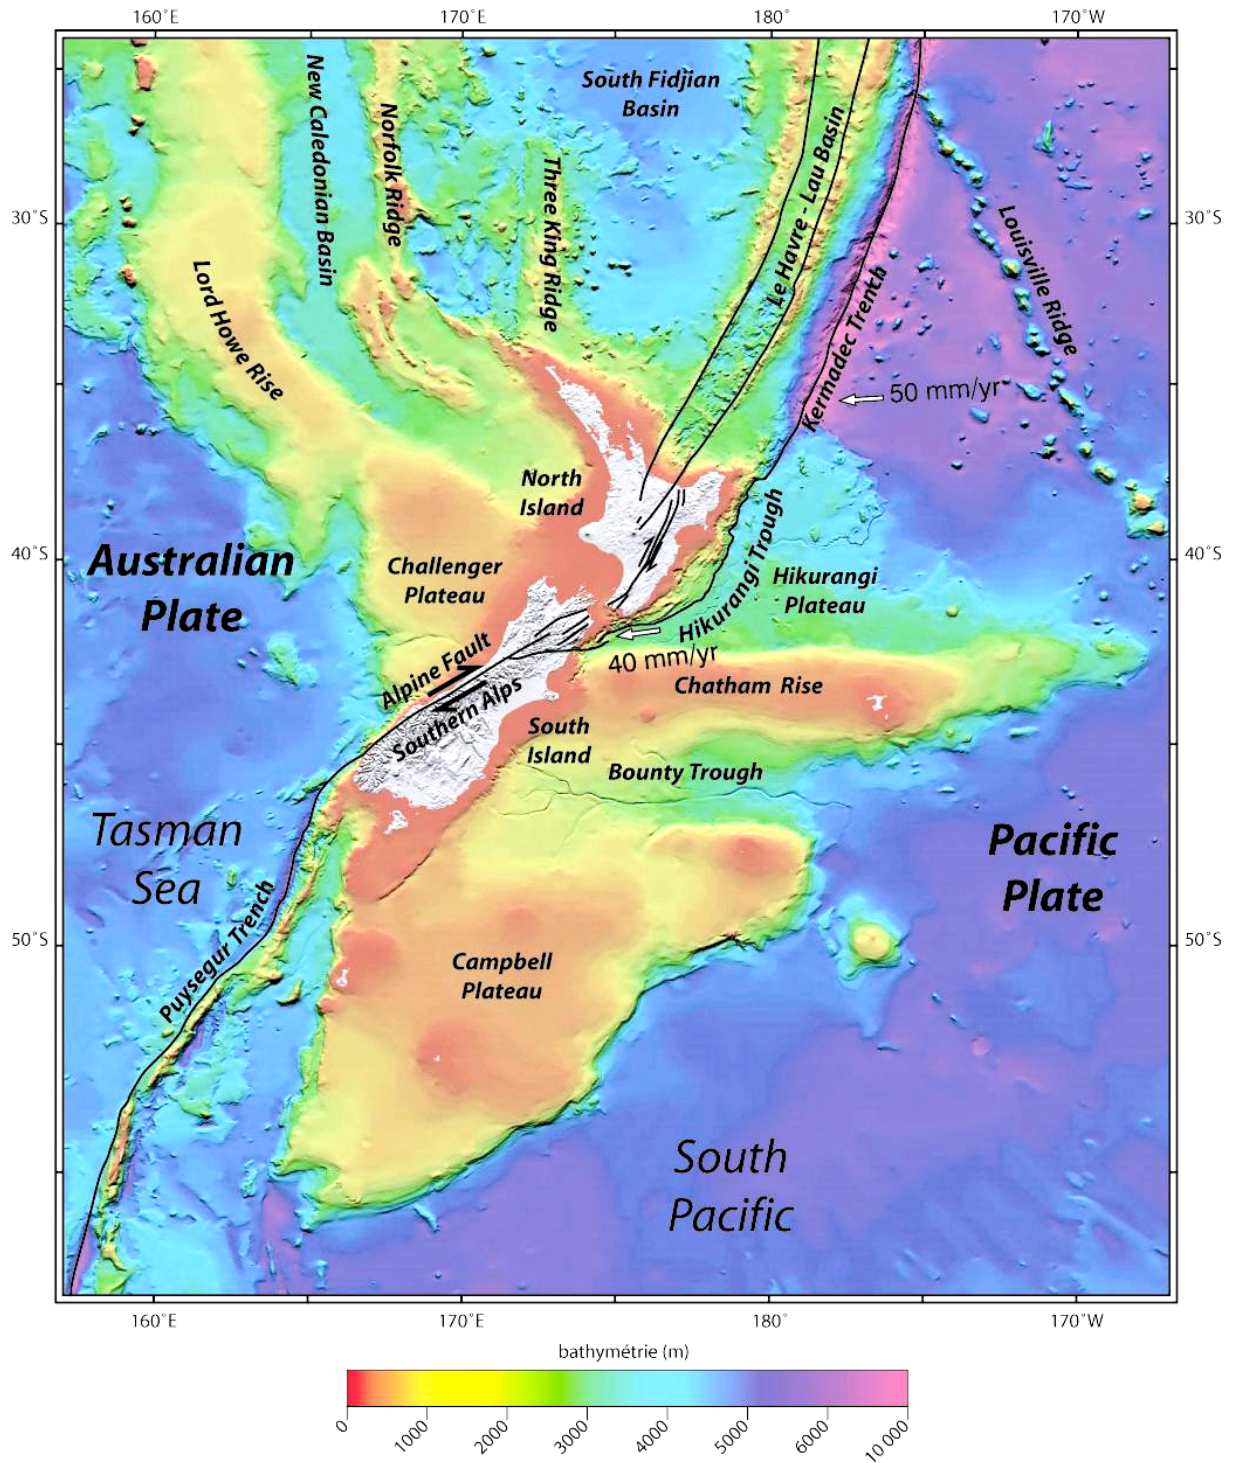 160°E
170°E
180°
170°W
South Fidjian
Basin
New Caledonian Basin
Norfolk Ridge
Three King Ridge
Le Havre - Lau Basin
30°S
30°S
Louisville Ridge
Lord Howe Rise
Kermadec Trench
50 mm/yr
North
Island
40°S
40°S
Australian
Plate
Challenger
Plateau
Hikurangi Trough
Hikurangi
Plateau
Alpine Fault
40 mm/yr
Chatham Rise
Southern Alps
South
Island
Bounty Trough
Tasman
Sea
Pacific
Plate
Puysegur Trench
50°S
50°S
Campbell
Plateau
South
Pacific
160°E
170°E
180°
170°W
bathymétrie (m)
0
1000
2000
3000
4000
5000
6000
10 000